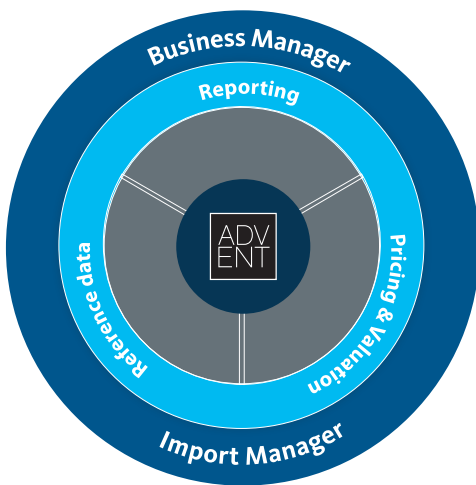 Business Manager
Reporting
ADV
ENT
Reference data
Pricing & Valuation
Import Manager